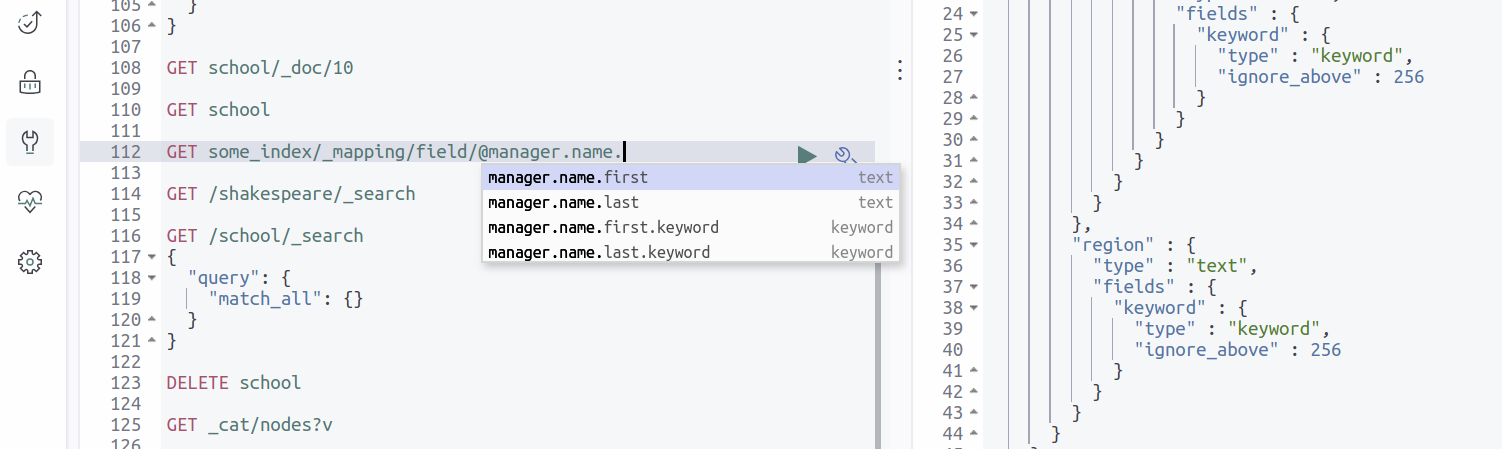 105 }
106 }
107
108 GET school/_doc/10
109
110 GET school
111
112 GET some_index/_mapping/field/@manager.name.
manager.name.first text
manager.name.last text
manager.name.first.keyword keyword
manager.name.last.keyword keyword
113
114 GET /shakespeare/_search
115
116 GET /school/_search
117 {
118 "query": {
119 "match_all": {}
120 }
121 }
122
123 DELETE school
124
125 GET _cat/nodes?v
126
24 "fields" : {
25 "keyword" : {
26 "type" : "keyword",
27 "ignore_above" : 256
28 }
29 }
30 }
31 }
32 }
33 }
34 },
35 "region" : {
36 "type" : "text",
37 "fields" : {
38 "keyword" : {
39 "type" : "keyword",
40 "ignore_above" : 256
41 }
42 }
43 }
44 }